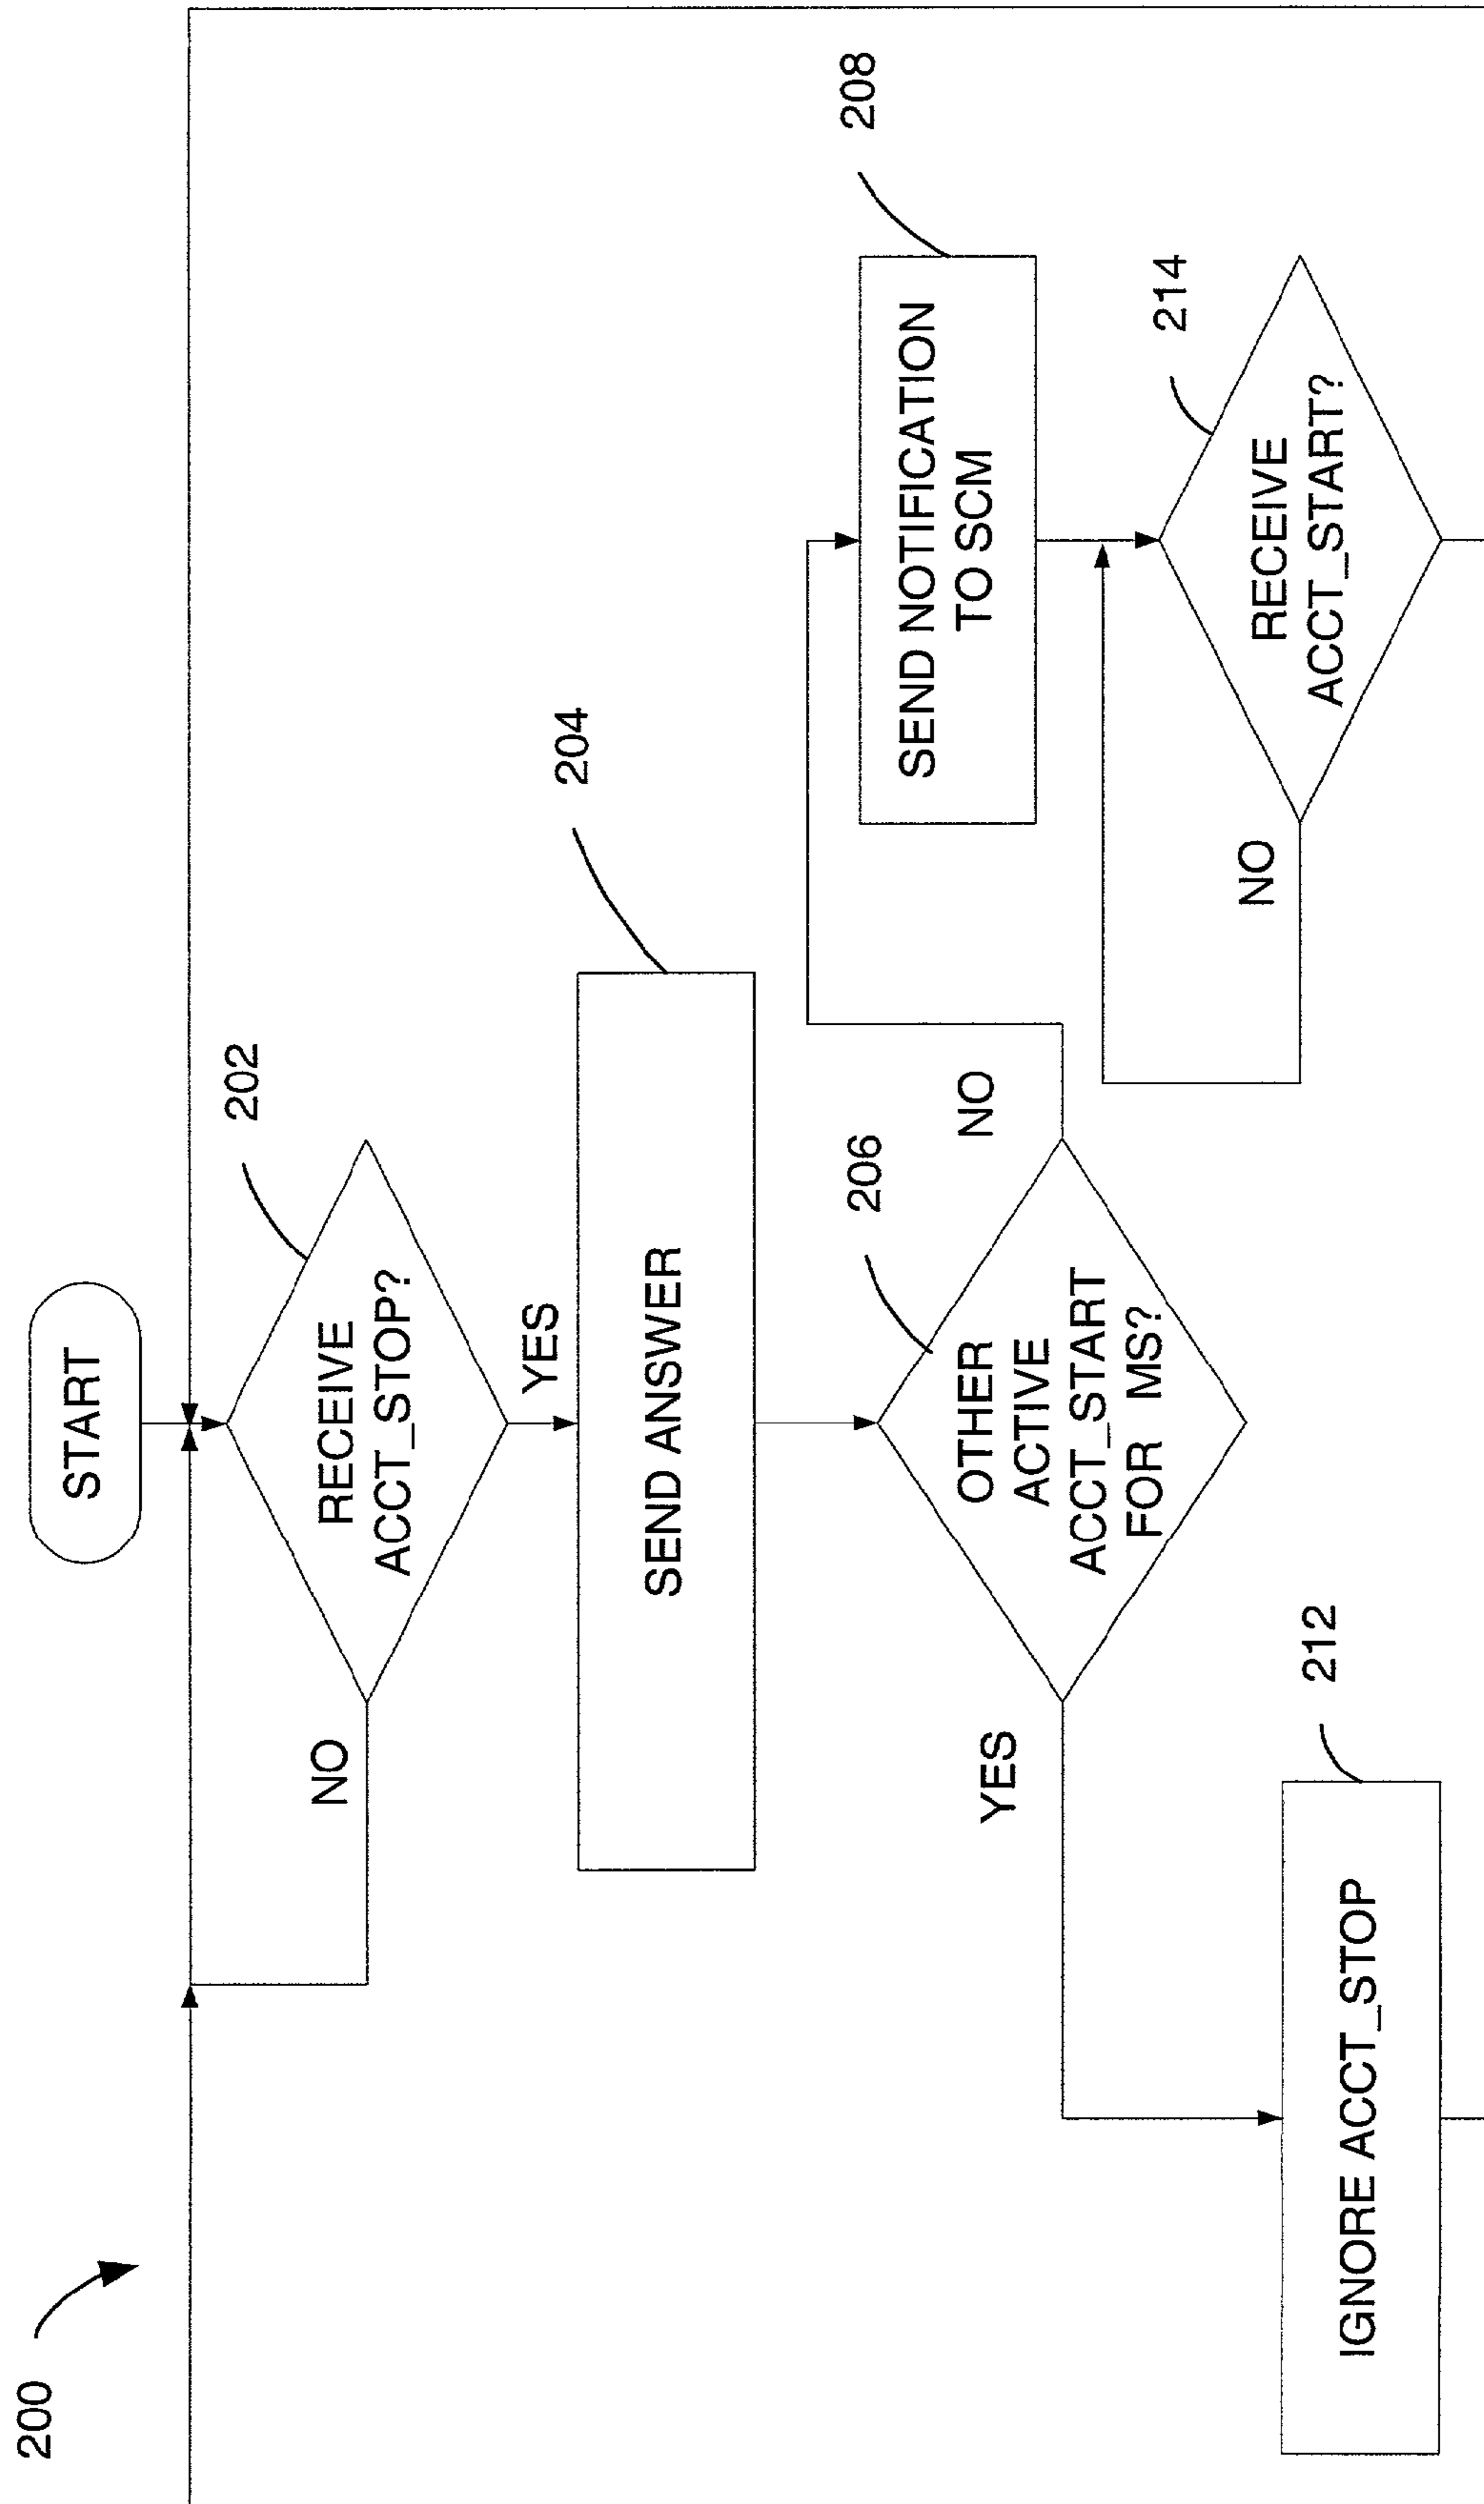 200
START
202
RECEIVE
ACCT_STOP?
NO
YES
204
SEND ANSWER
206
OTHER
ACTIVE
ACCT_START
FOR MS?
NO
YES
208
SEND NOTIFICATION
TO SCM
214
RECEIVE
ACCT_START?
NO
212
IGNORE ACCT_STOP